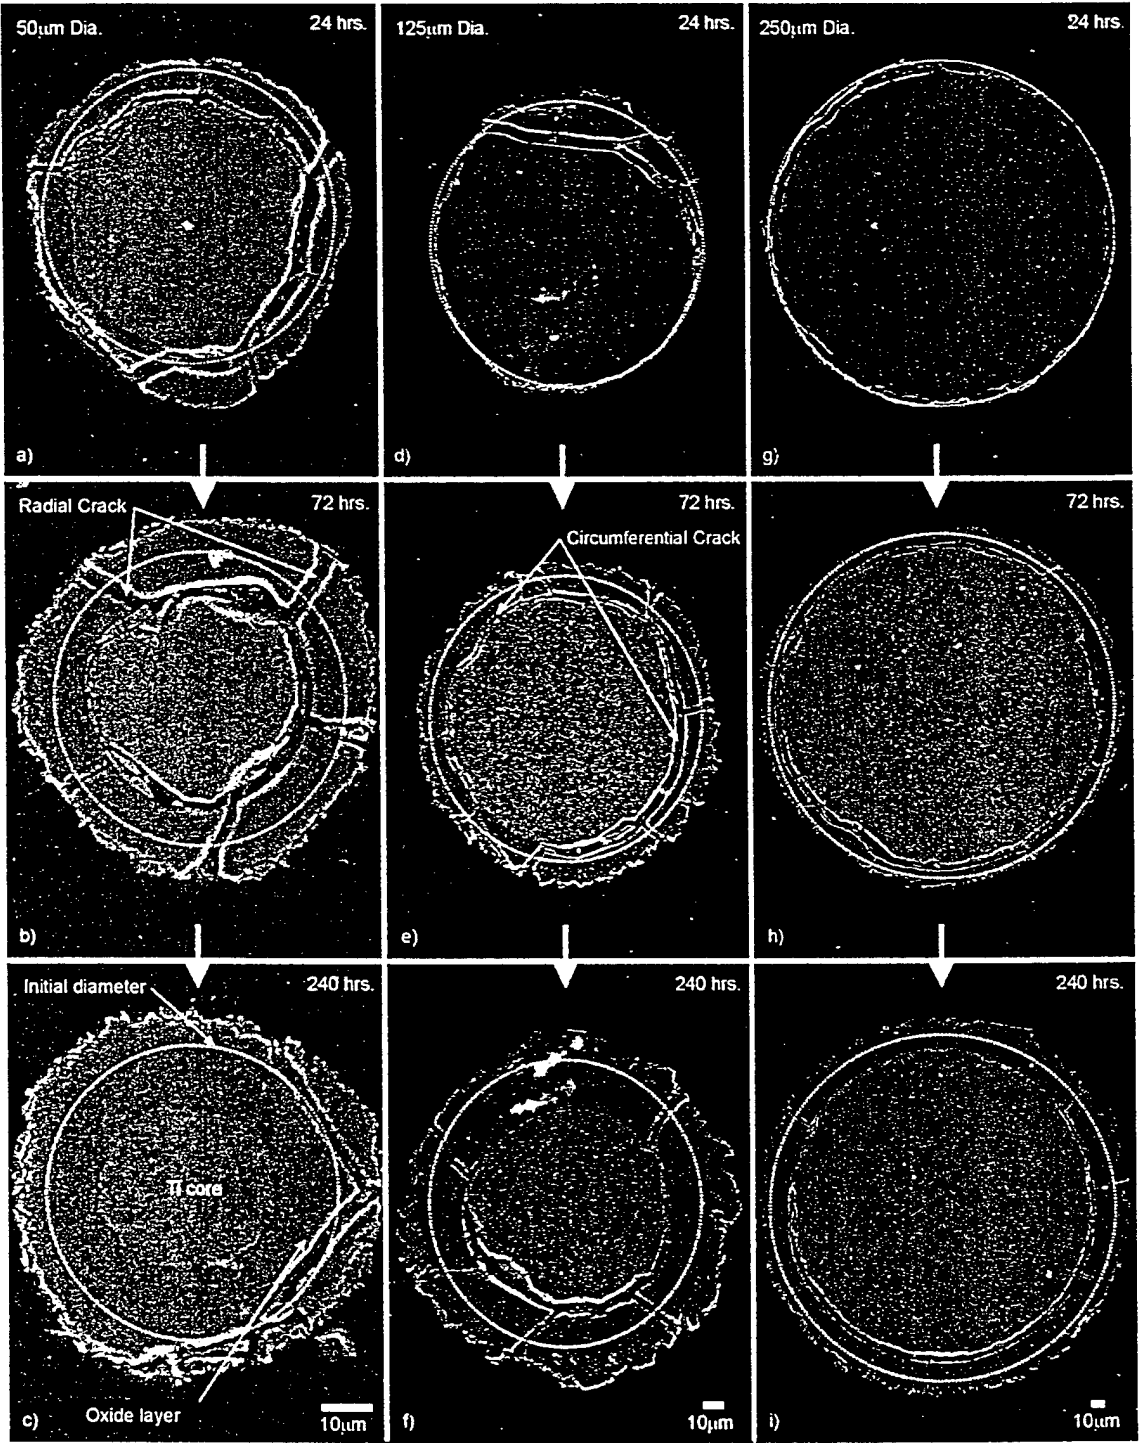 50μm Dia. 24 hrs.
125μm Dia. 24 hrs.
250μm Dia. 24 hrs.
a)
d)
g)
Radial Crack
72 hrs.
72 hrs.
Circumferential Crack
72 hrs.
b)
e)
h)
Initial diameter
240 hrs.
240 hrs.
240 hrs.
Ti core
c)
Oxide layer
10μm
f)
10μm
i)
10μm